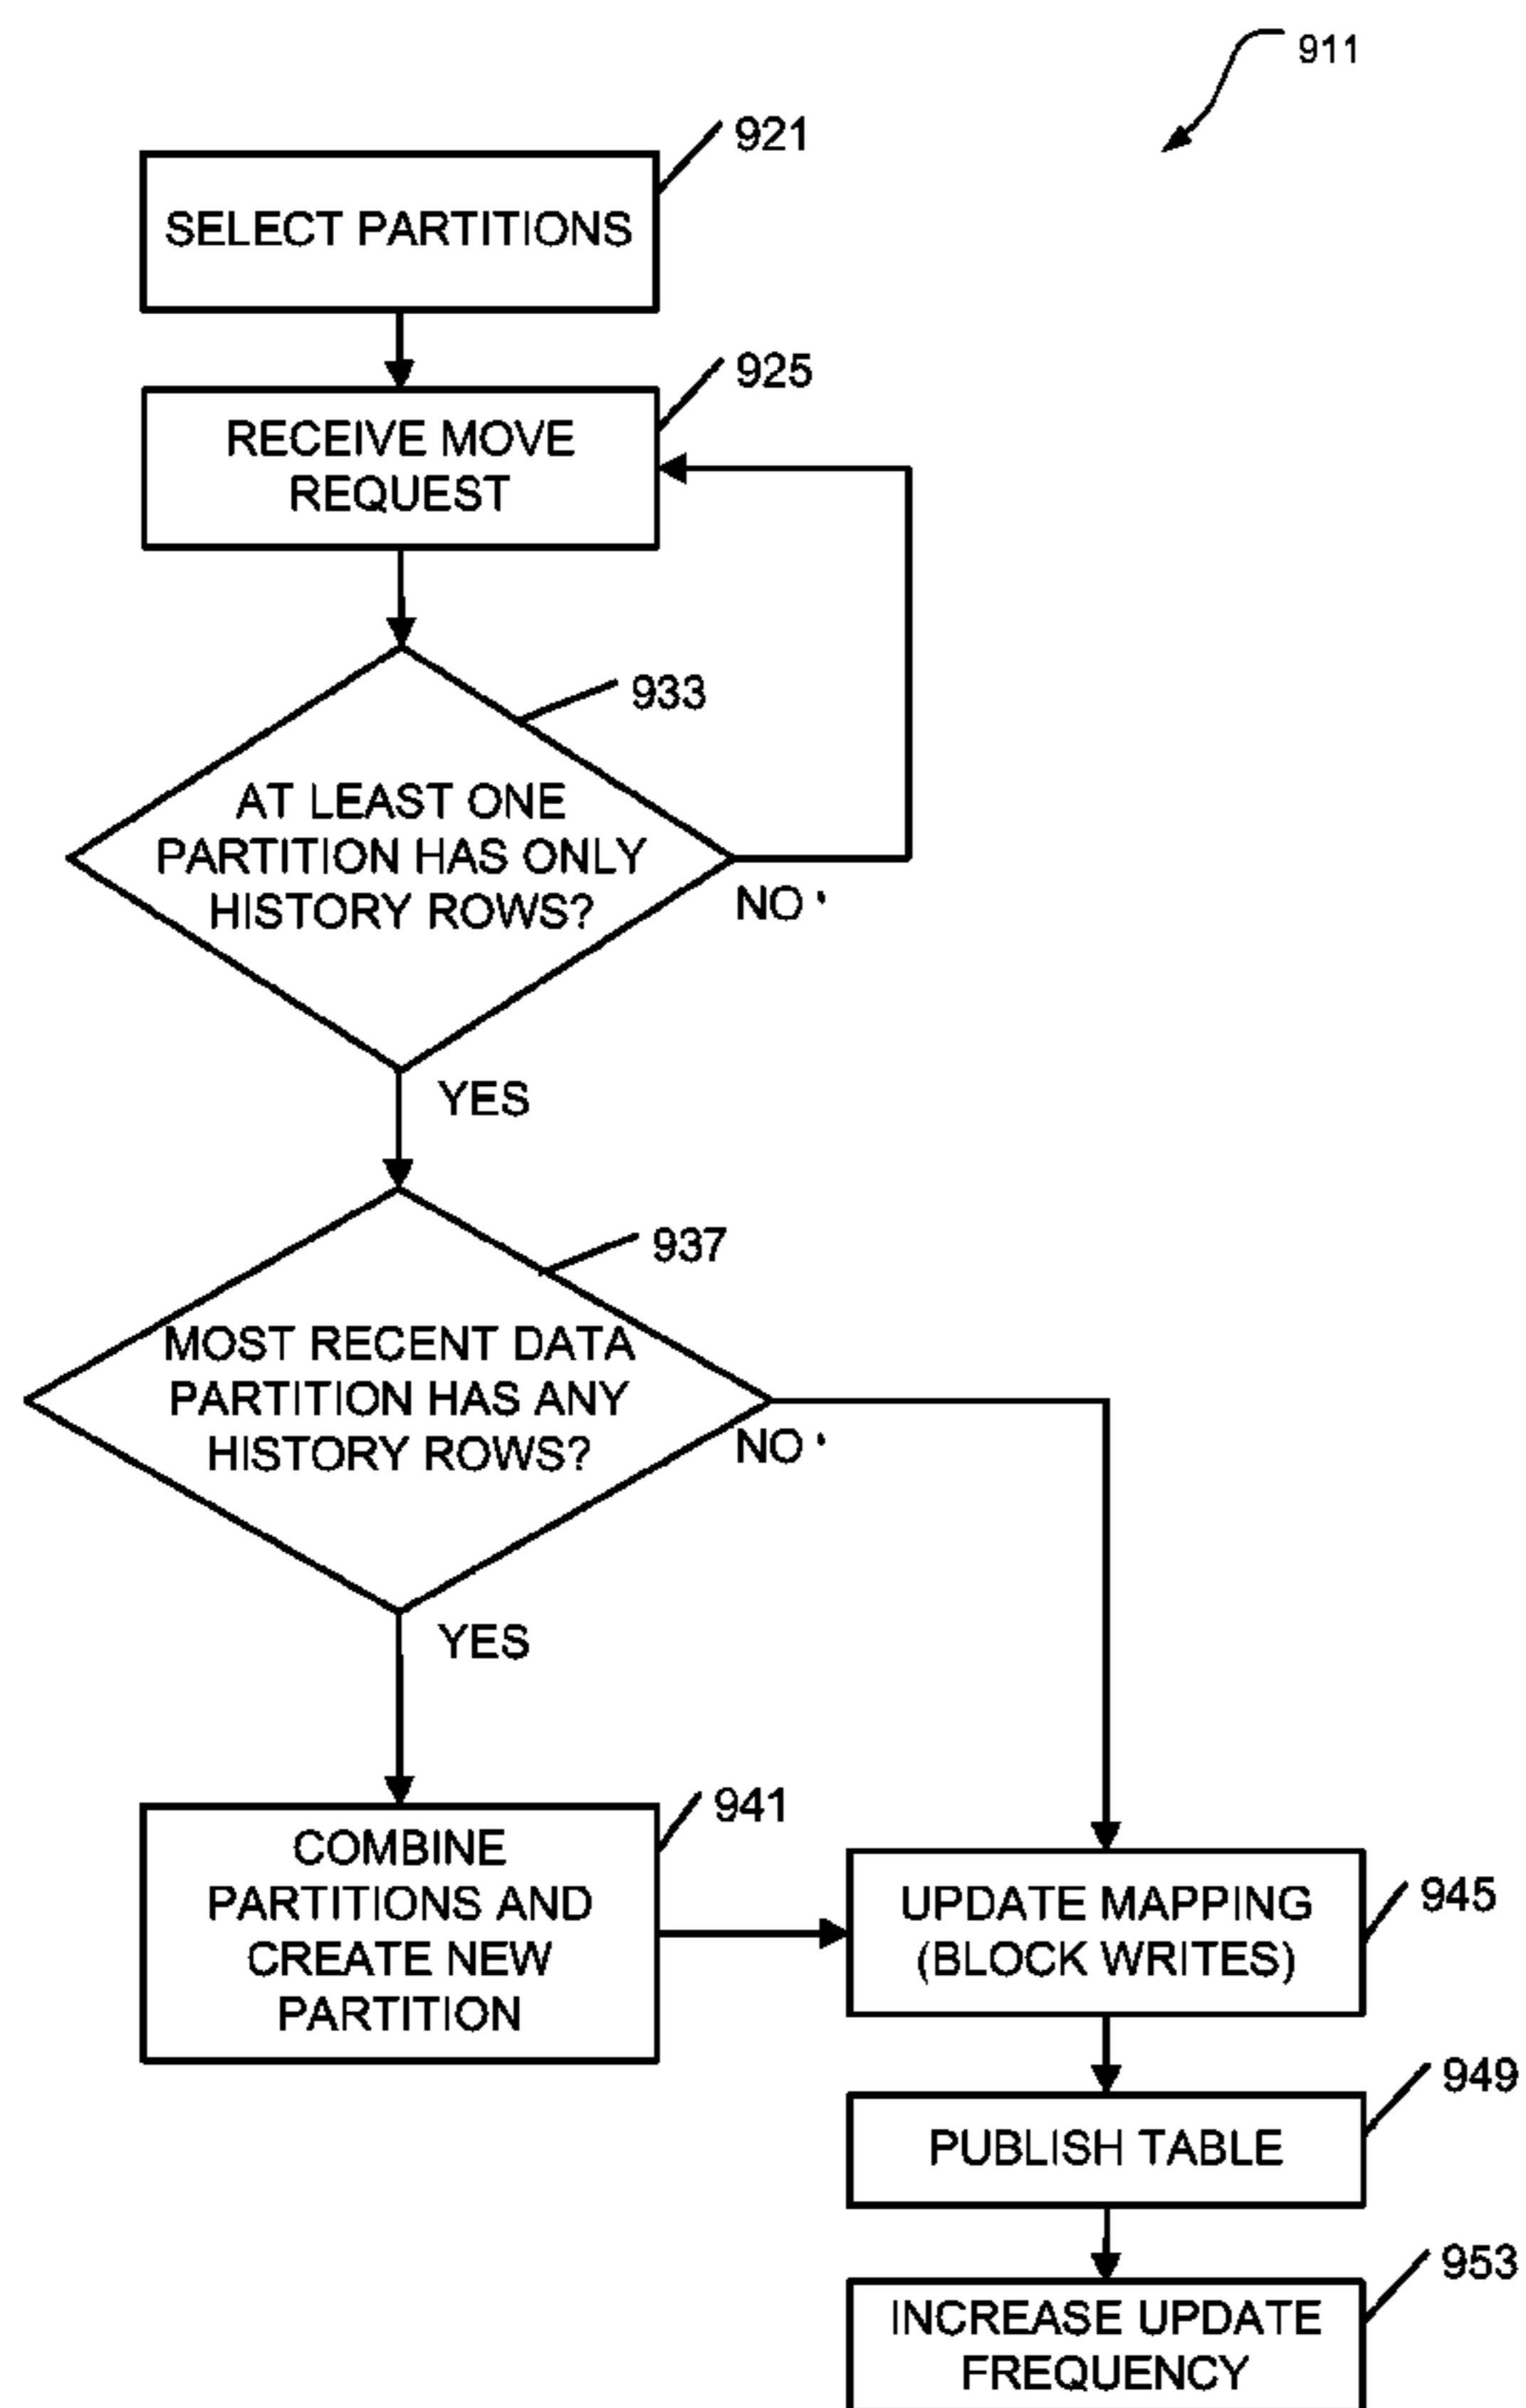 911
921
SELECT PARTITIONS
925
RECEIVE MOVE
REQUEST
933
AT LEAST ONE
PARTITION HAS ONLY
HISTORY ROWS?
NO
YES
937
MOST RECENT DATA
PARTITION HAS ANY
HISTORY ROWS?
NO
YES
941
COMBINE
PARTITIONS AND
CREATE NEW
PARTITION
945
UPDATE MAPPING
(BLOCK WRITES)
949
PUBLISH TABLE
953
INCREASE UPDATE
FREQUENCY